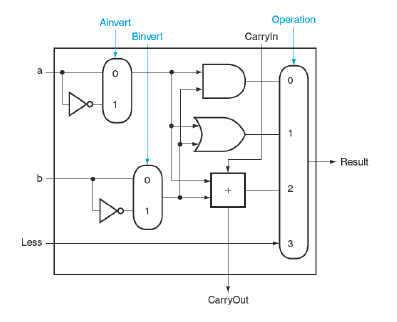 Operation
Ainvert
Binvert
CarryIn
a
0
1
0
1
b
0
1
+
2
Less
3
Result
CarryOut